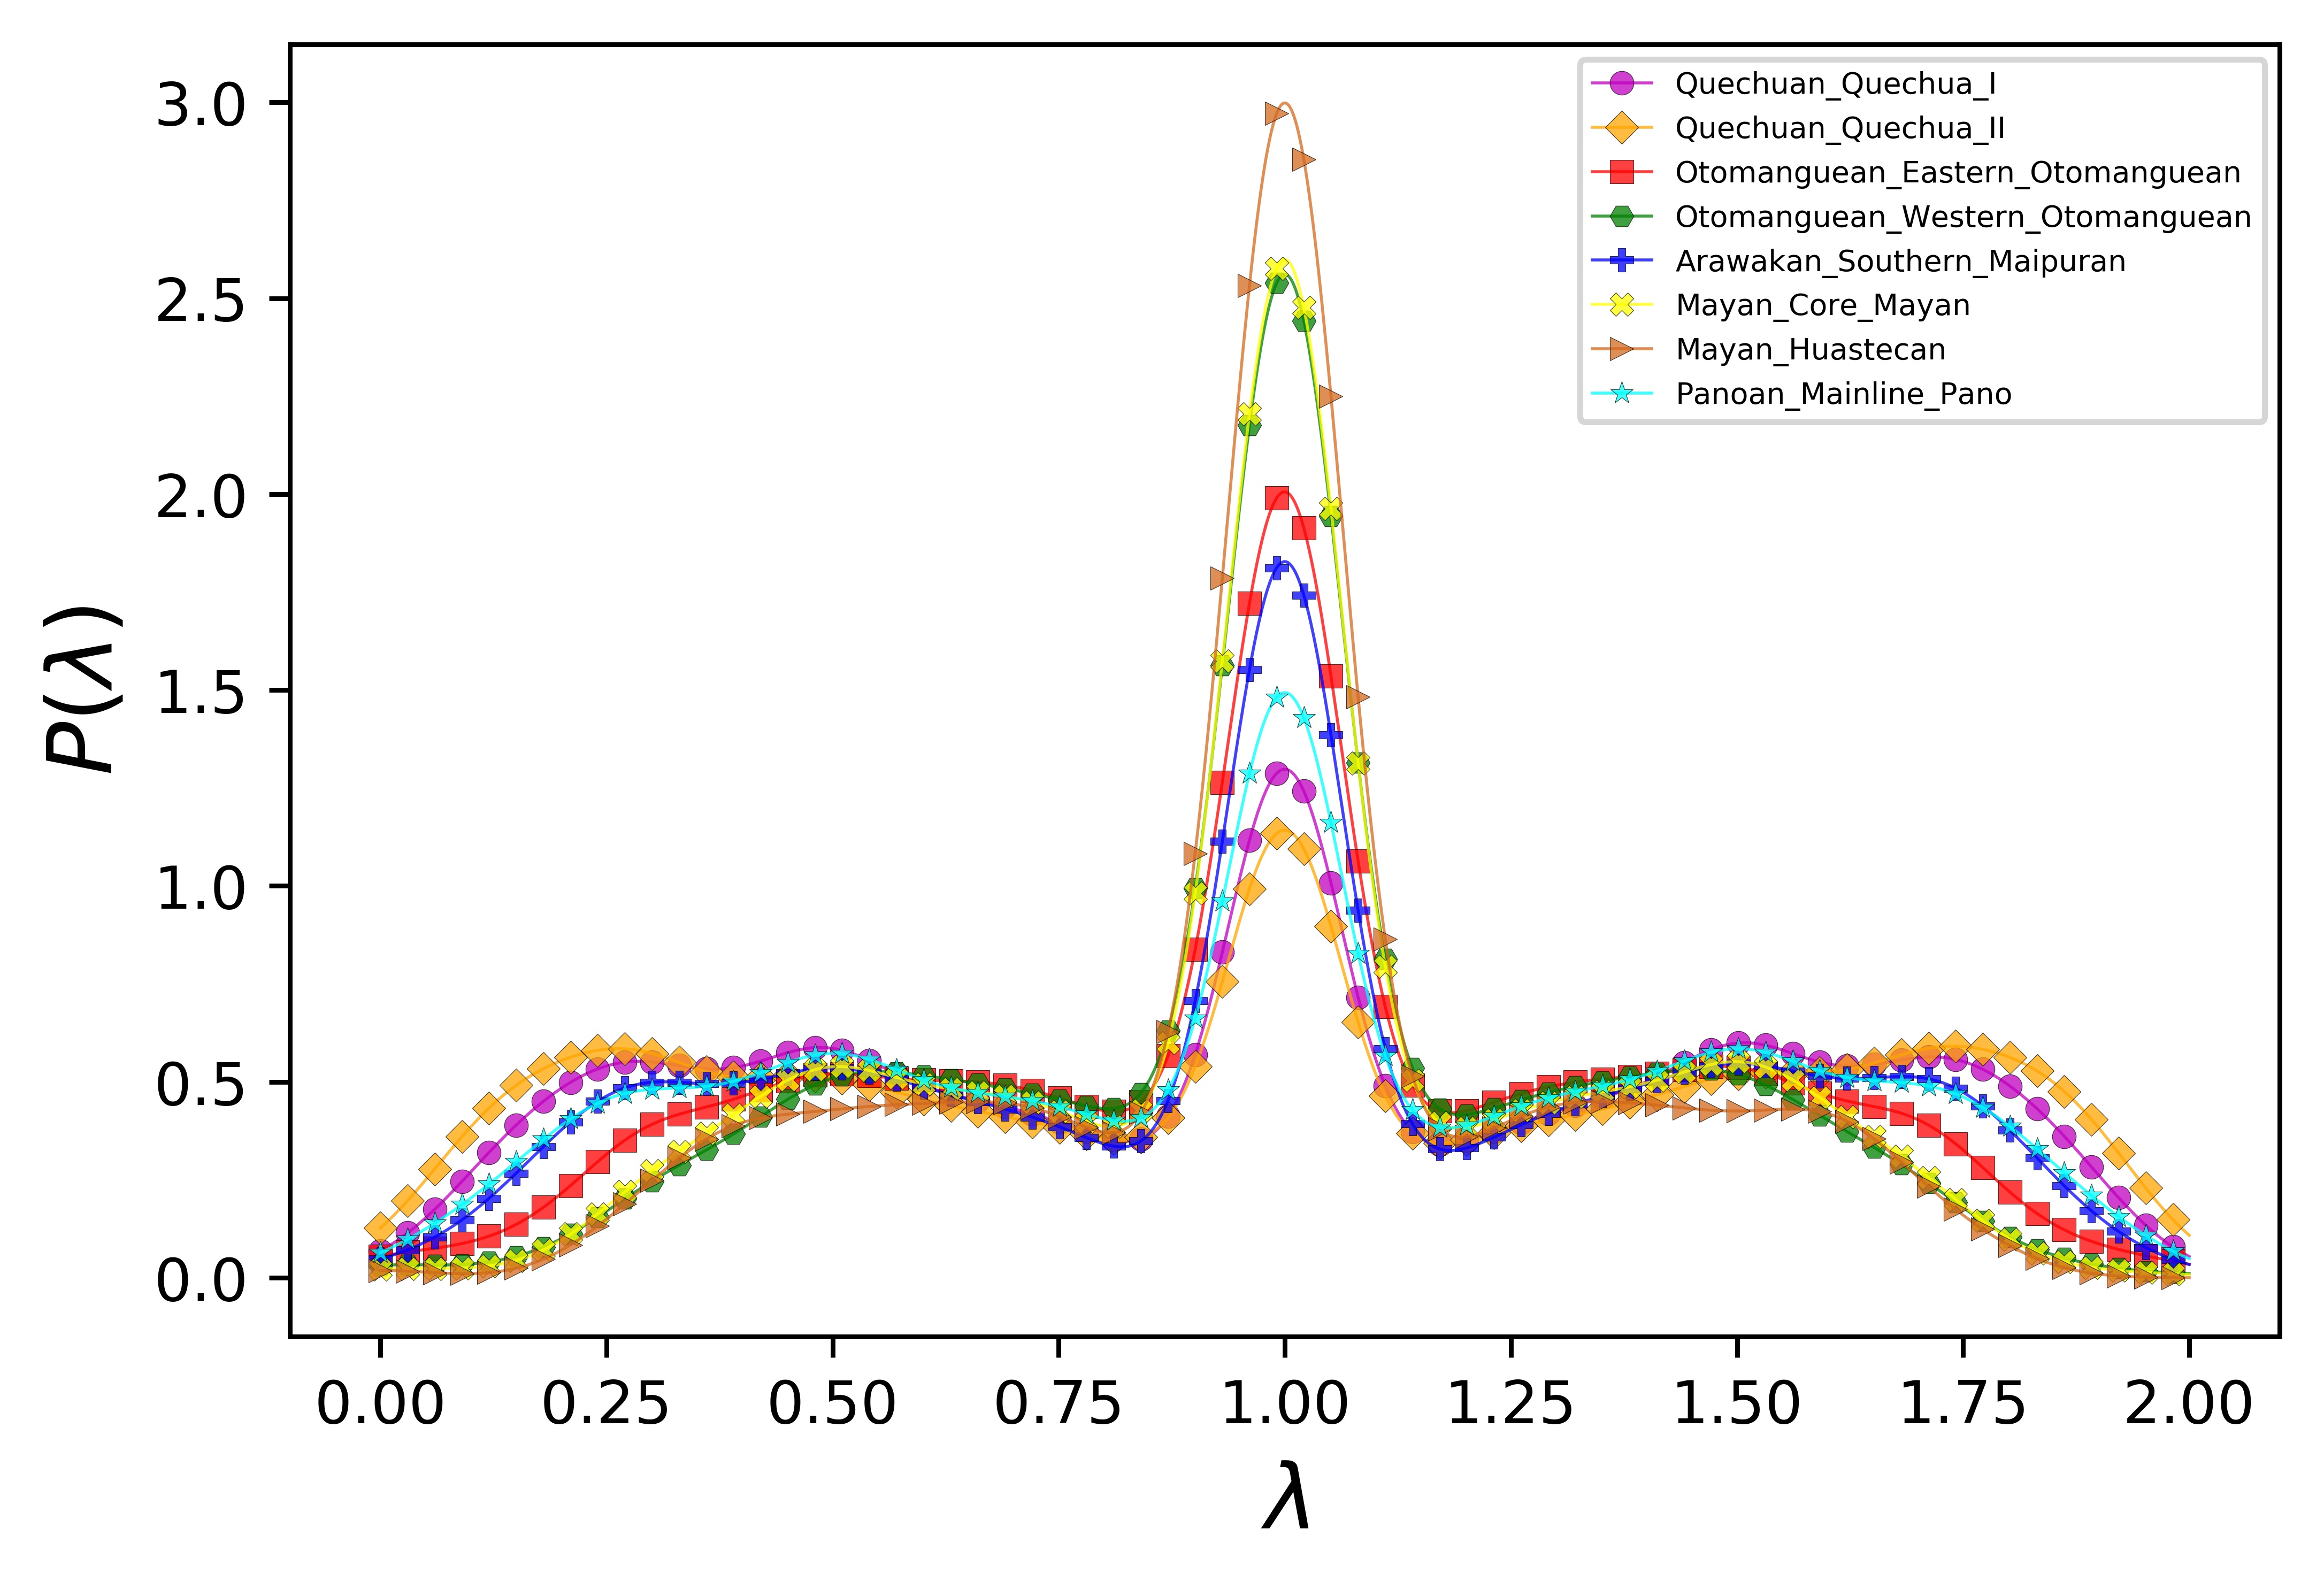 3.0
2.5
2.0
1.5
1.0
0.5
0.0
P(λ)
Quechuan_Quechua_I
Quechuan_Quechua_II
Otomanguean_Eastern_Otomanguean
Otomanguean_Western_Otomanguean
Arawakan_Southern_Maipuran
Mayan_Core_Mayan
Mayan_Huastecan
Panoan_Mainline_Pano
0.00 0.25 0.50 0.75 1.00 1.25 1.50 1.75 2.00
λ